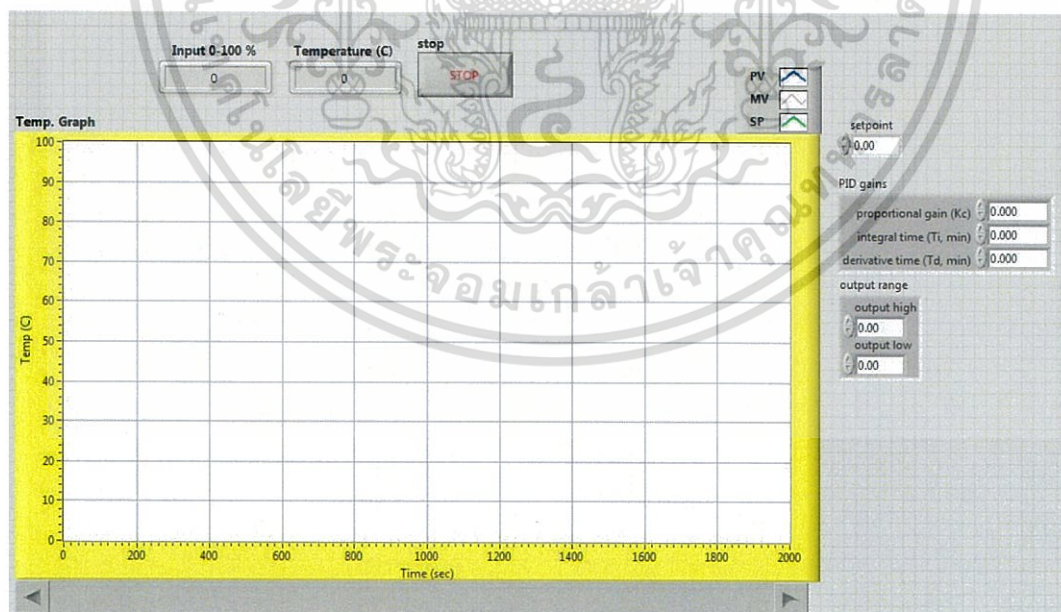 Input 0-100 %
0
Temperature (C)
0
stop
STOP
PV
MV
SP
Temp. Graph
Temp (C)
100
90
80
70
60
50
40
30
20
10
0
0 200 400 600 800 1000 1200 1400 1600 1800 2000
Time (sec)
setpoint
0.00
PID gains
proportional gain (Kc) 0.000
integral time (Ti, min) 0.000
derivative time (Td, min) 0.000
output range
output high
0.00
output low
0.00